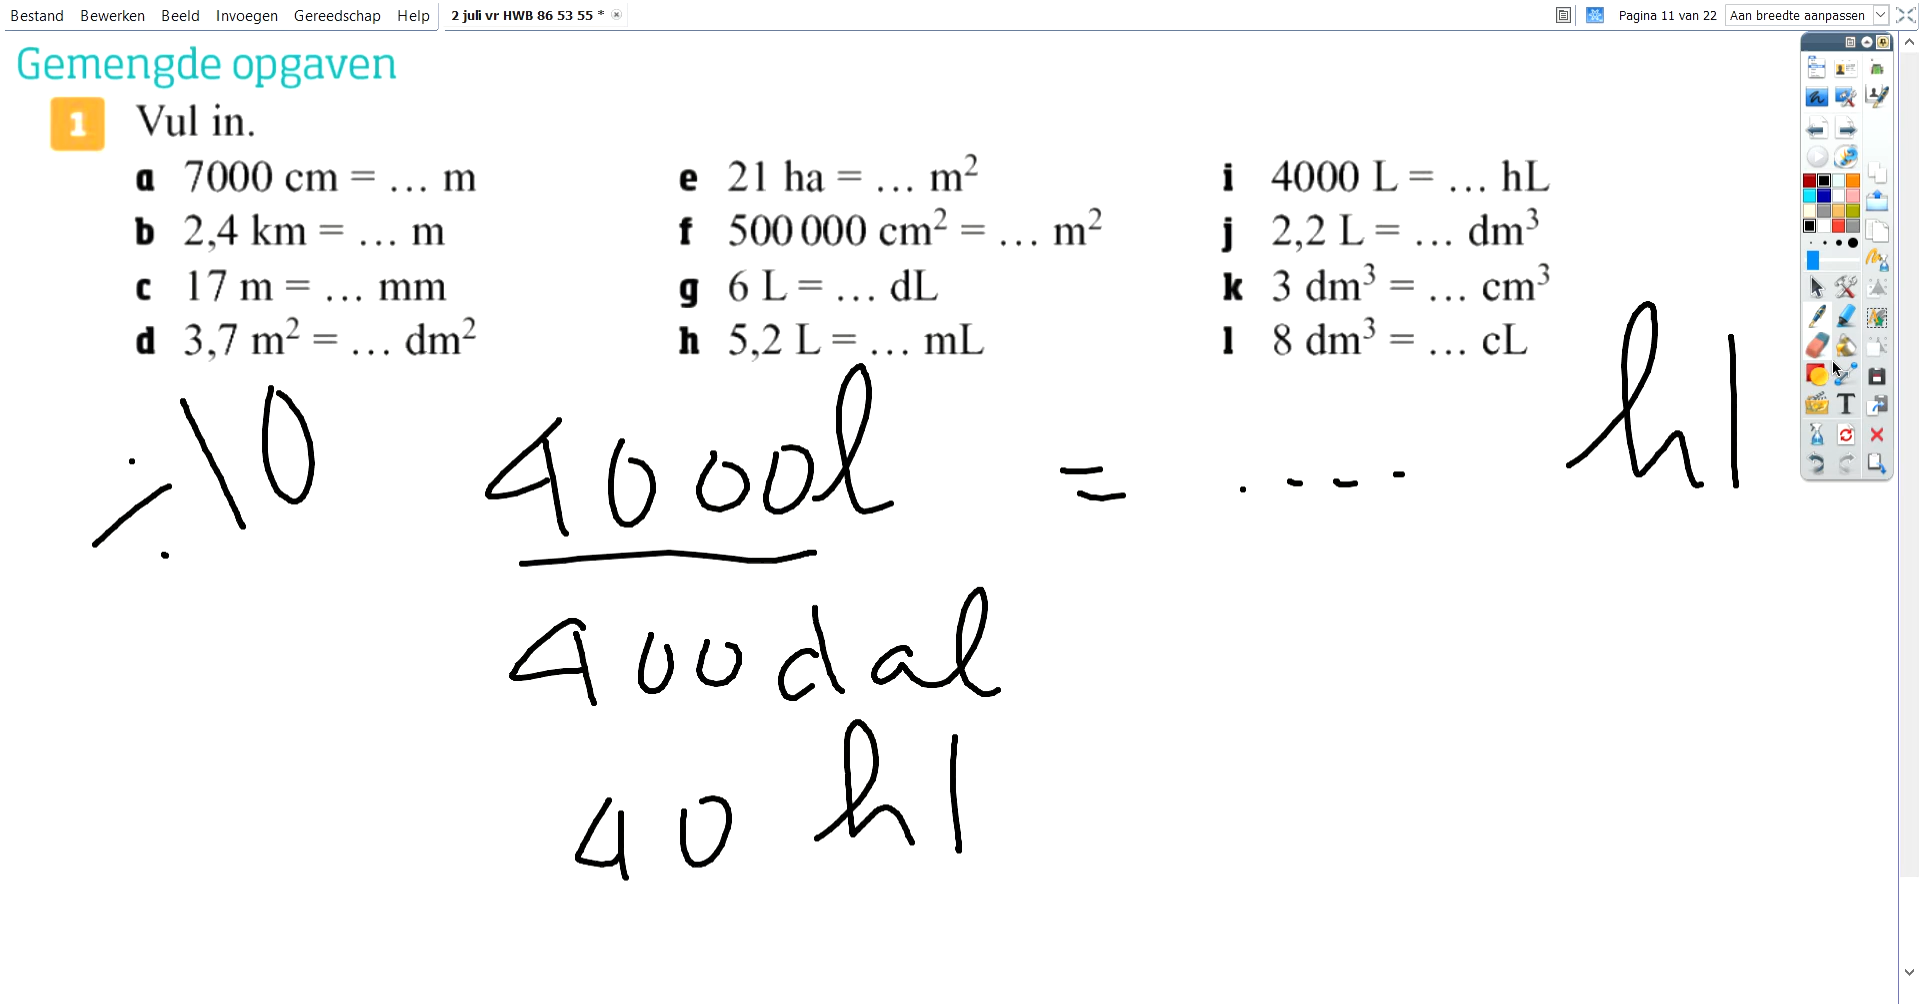 Bestand Bewerken Beeld Invoegen Gereedschap Help 2 juli vr HWB 86 53 55 * Pagina 11 van 22 Aan breedte aanpassen
Gemengde opgaven
1 Vul in.
a 7000 cm = ... m
b 2,4 km = ... m
c 17 m = ... mm
d 3,7 m² = ... dm²
e 21 ha = ... m²
f 500 000 cm² = ... m²
g 6 L = ... dL
h 5,2 L = ... mL
i 4000 L = ... hL
j 2,2 L = ... dm³
k 3 dm³ = ... cm³
l 8 dm³ = ... cL
÷10 4000l = .... hl
400dal
40 hl